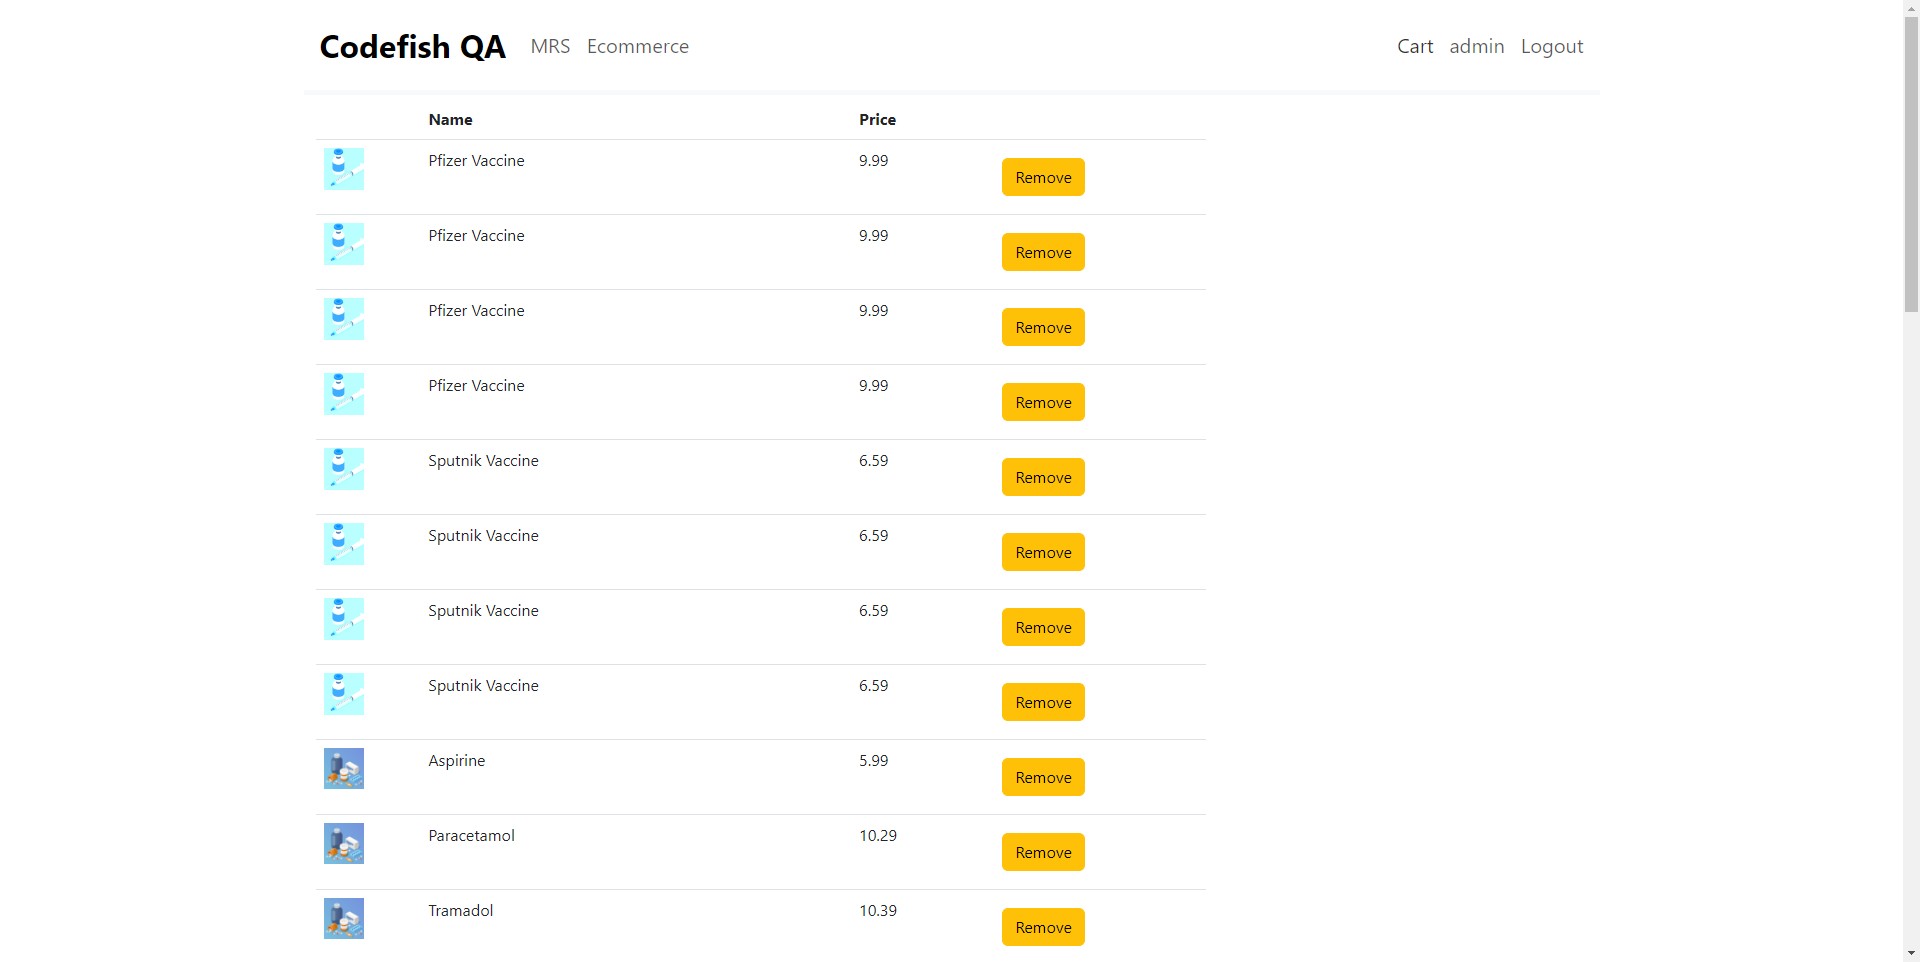 Codefish QA MRS Ecommerce Cart admin Logout
Name Price
Pfizer Vaccine 9.99 Remove
Pfizer Vaccine 9.99 Remove
Pfizer Vaccine 9.99 Remove
Pfizer Vaccine 9.99 Remove
Sputnik Vaccine 6.59 Remove
Sputnik Vaccine 6.59 Remove
Sputnik Vaccine 6.59 Remove
Sputnik Vaccine 6.59 Remove
Aspirine 5.99 Remove
Paracetamol 10.29 Remove
Tramadol 10.39 Remove